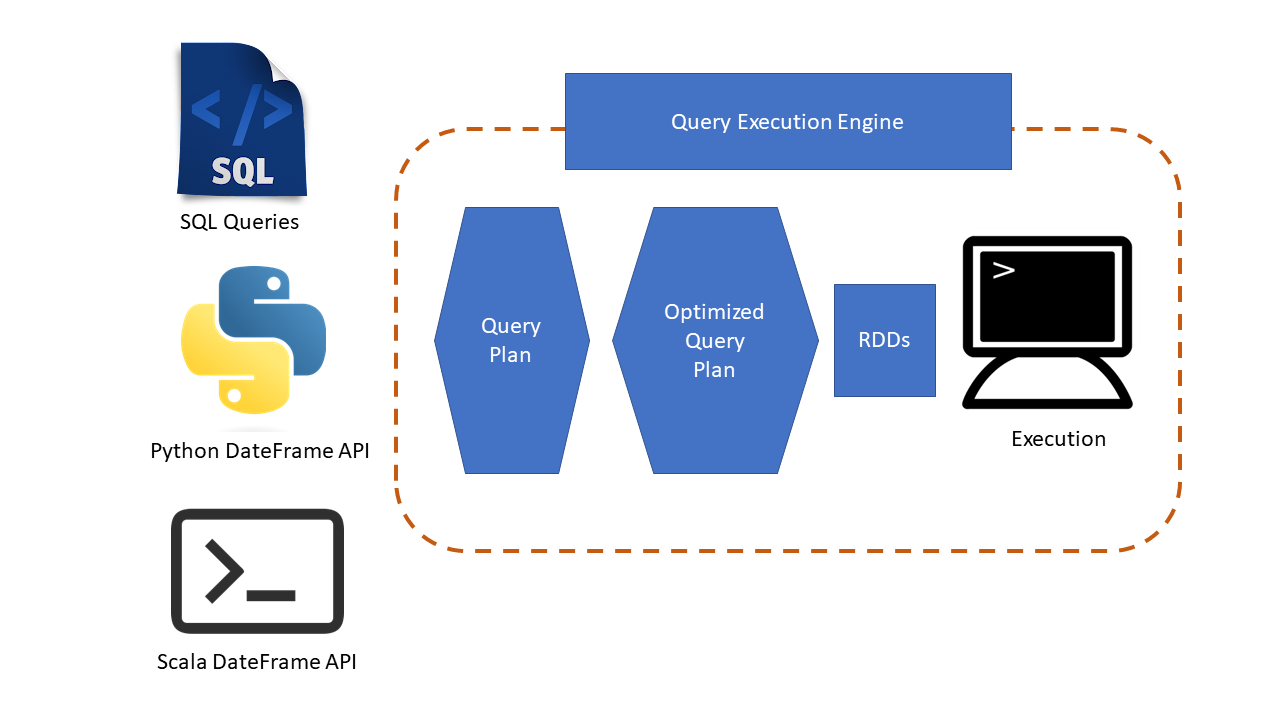 </>
SQL
SQL Queries
Python DateFrame API
>_
Scala DateFrame API
Query Execution Engine
Query
Plan
Optimized
Query
Plan
RDDs
>
Execution